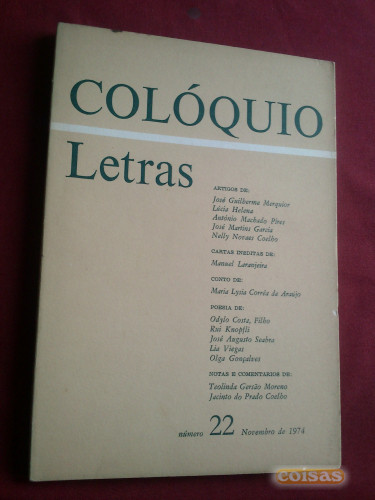 COLÓQUIO
Letras
ARTIGOS DE:
José Guilherme Merquior
Lúcia Helena
António Machado Pires
José Martins Garcia
Nelly Novaes Coelho
CARTAS INÉDITAS DE:
Manuel Laranjeira
CONTO DE:
Maria Lysia Corrêa de Araújo
POESIA DE:
Odylo Costa, Filho
Rui Knopfli
José Augusto Seabra
Lia Viegas
Olga Gonçalves
NOTAS E COMENTÁRIOS DE:
Teolinda Gersão Moreno
Jacinto do Prado Coelho
número 22 Novembro de 1974
coisas